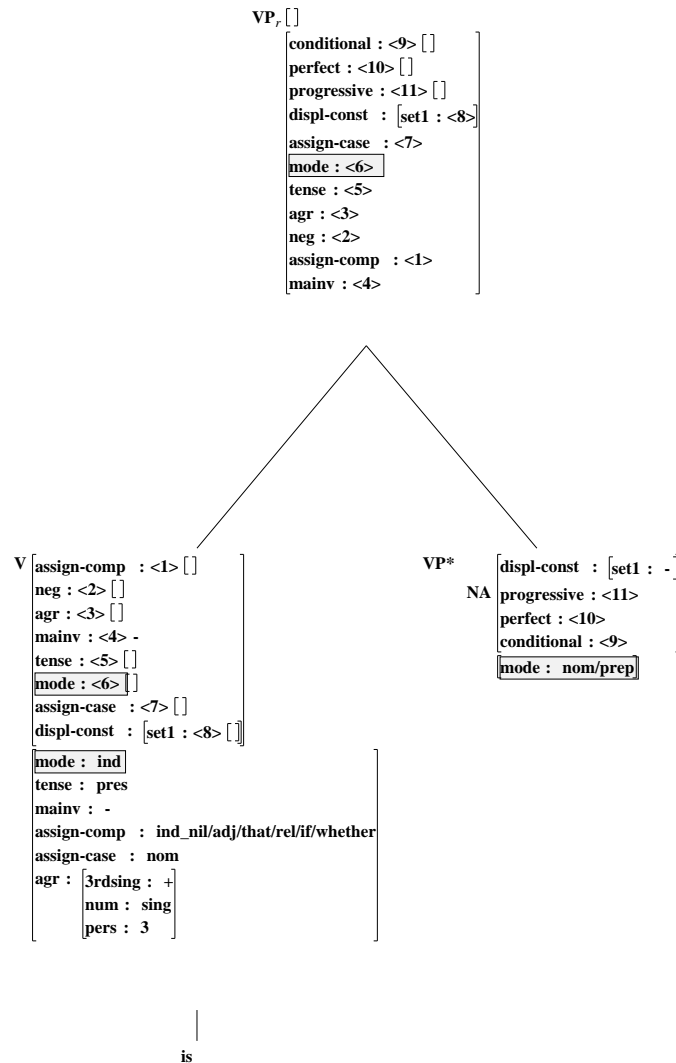 VPr []
conditional : <9> []
perfect : <10> []
progressive : <11> []
displ-const : [set1 : <8>]
assign-case : <7>
mode : <6>
tense : <5>
agr : <3>
neg : <2>
assign-comp : <1>
mainv : <4>
V
assign-comp : <1> []
neg : <2> []
agr : <3> []
mainv : <4> -
tense : <5> []
mode : <6> []
assign-case : <7> []
displ-const : [set1 : <8> []]
mode : ind
tense : pres
mainv : -
assign-comp : ind_nil/adj/that/rel/if/whether
assign-case : nom
agr : [3rdsing : +
num : sing
pers : 3]
VP*
NA
displ-const : [set1 : -]
progressive : <11>
perfect : <10>
conditional : <9>
[mode : nom/prep]
is